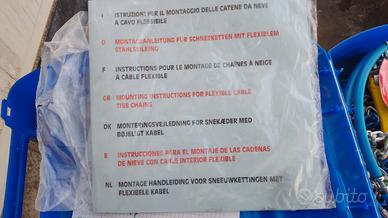 I ISTRUZIONI PER IL MONTAGGIO DELLE CATENE DA NEVE
A CAVO FLESSIBILE
D MONTAGEANLEITUNG FÜR SCHNEEKETTEN MIT FLEXIBLEM
STAHLSEILRING
F INSTRUCTIONS POUR LE MONTAGE DE CHAÎNES À NEIGE
À CÂBLE FLEXIBLE
GB MOUNTING INSTRUCTIONS FOR FLEXIBLE CABLE
TIRE CHAINS
DK MONTERINGSVEJLEDNING FOR SNEKÆDER MED
BØJELIGT KABEL
E INSTRUCCIONES PARA EL MONTAJE DE LAS CADENAS
DE NIEVE CON CABLE INTERIOR FLEXIBLE
NL MONTAGE HANDLEIDING VOOR SNEEUWKETTINGEN MET
FLEXIBELE KABEL
subito